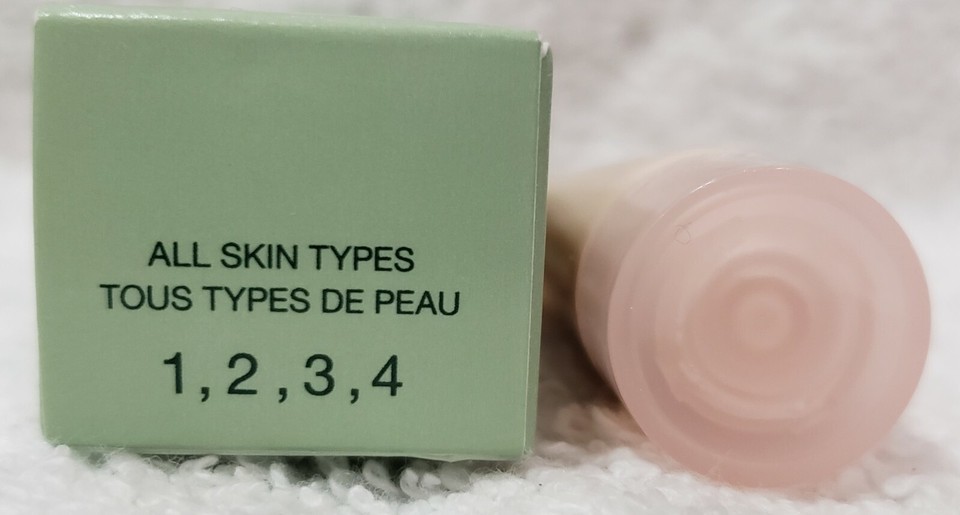 ALL SKIN TYPES
TOUS TYPES DE PEAU
1, 2, 3, 4